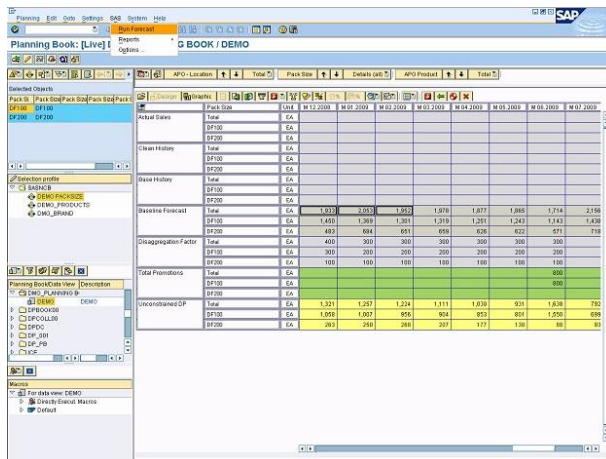 Planning Edit Goto Settings SAS System Help
SAP
Run Forecast
Reports
Options ...
Planning Book: [Live] G BOOK / DEMO
APO - Location Total Pack Size Details (all) APO Product Total
Selected Objects
DF100 DF100
DF200 DF200
Design Graphic
Pack Size Unit M 12.2008 M 01.2009 M 02.2009 M 03.2009 M 04.2009 M 05.2009 M 06.2009 M 07.2009
Actual Sales Total EA
DF100 EA
DF200 EA
Clean History Total EA
DF100 EA
DF200 EA
Base History Total EA
DF100 EA
DF200 EA
Baseline Forecast Total EA 1,933 2,053 1,952 1,978 1,877 1,865 1,714 2,156
DF100 EA 1,450 1,369 1,301 1,319 1,251 1,243 1,143 1,438
DF200 EA 483 684 651 659 626 622 571 718
Disaggregation Factor Total EA 400 300 300 300 300 300 300
DF100 EA 300 200 200 200 200 200 200
DF200 EA 100 100 100 100 100 100 100
Total Promotions Total EA 800
DF100 EA 800
DF200 EA
Unconstrained DP Total EA 1,321 1,257 1,224 1,111 1,030 931 1,638 792
DF100 EA 1,058 1,007 956 904 853 801 1,550 699
DF200 EA 263 250 268 207 177 130 88 93
Selection profile
SASNCB
DEMO PACKSIZE
DEMO_PRODUCTS
DMO_BRAND
Planning Book/Data View Description
DMO_PLANNING B
DEMO DEMO
DPBOOK00
DPCOLL00
DPDC
DP_001
DP_PB
Macros
For data view: DEMO
Directly Execut. Macros
Default